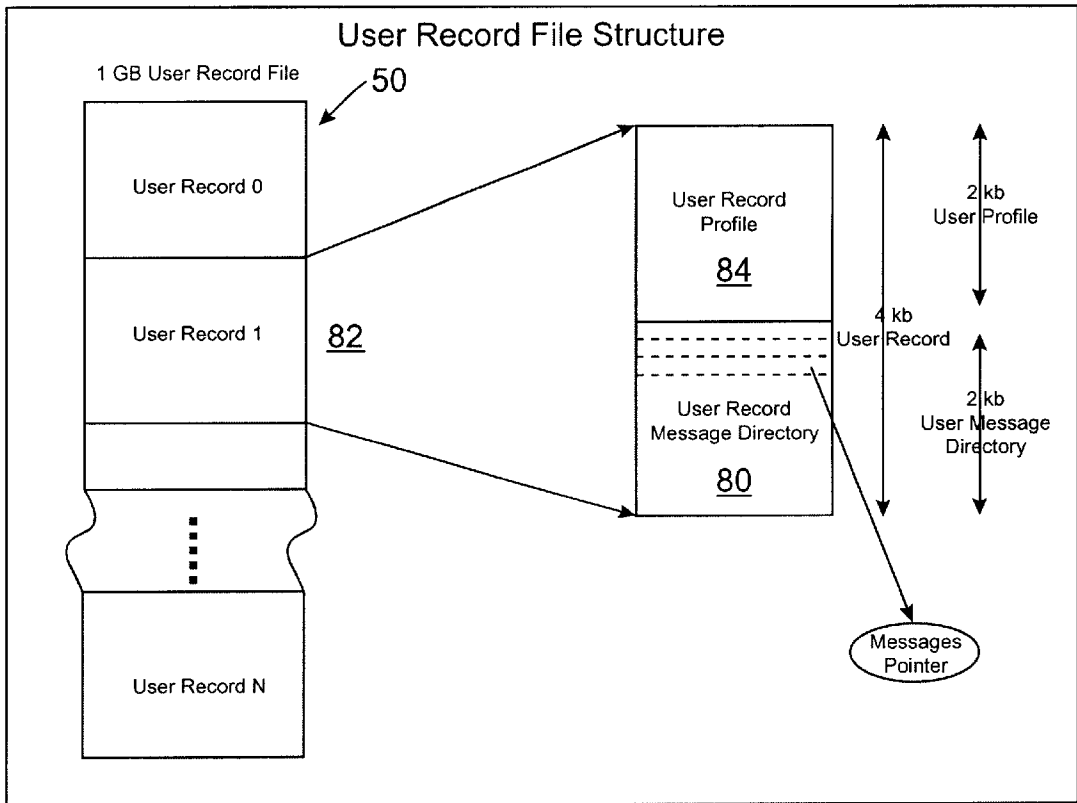 User Record File Structure
1 GB User Record File
50
User Record 0
User Record 1
82
User Record N
User Record
Profile
84
User Record
Message Directory
80
4 kb
User Record
2 kb
User Profile
2 kb
User Message
Directory
Messages
Pointer